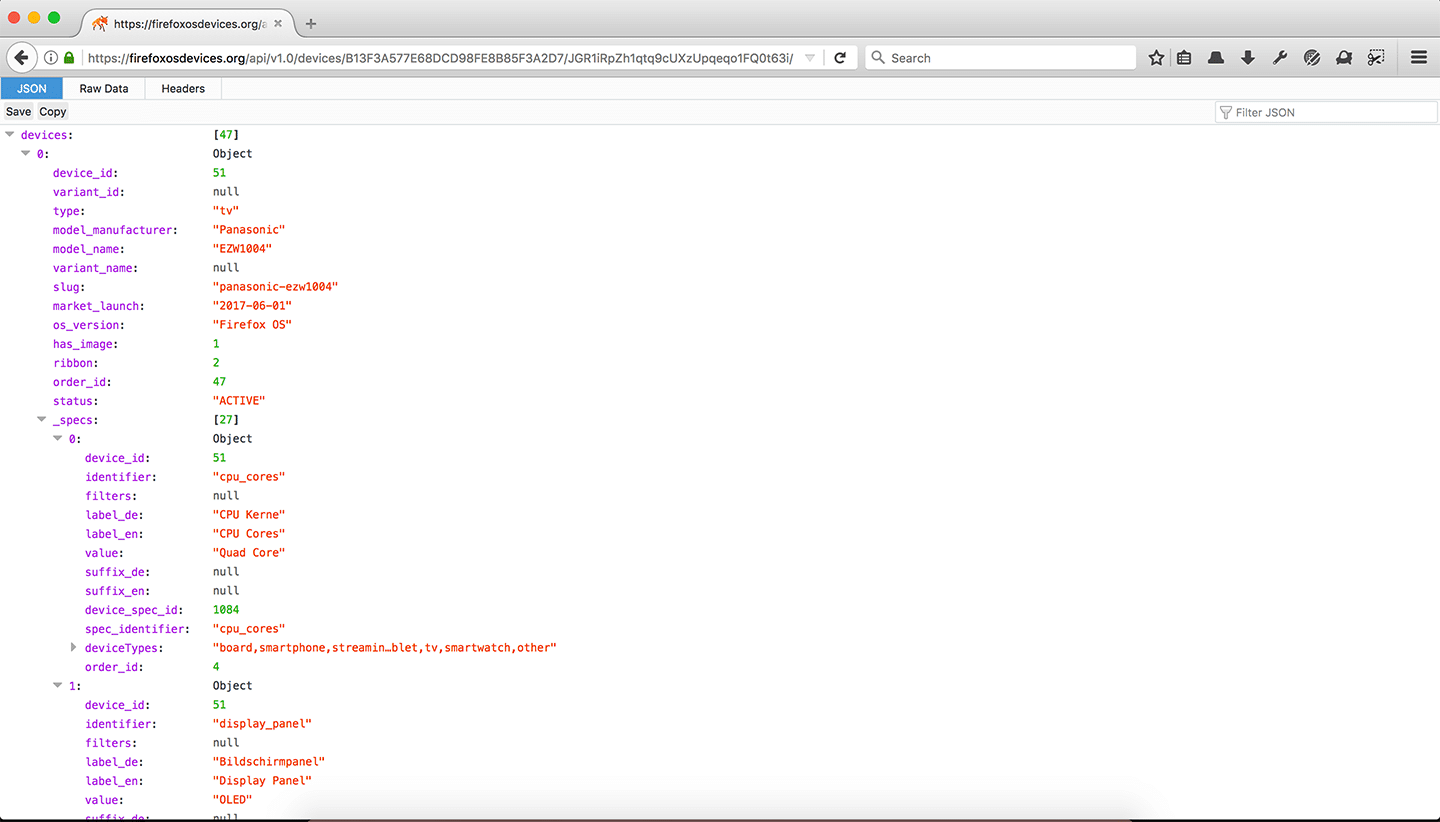 https://firefoxosdevices.org/a
https://firefoxosdevices.org/api/v1.0/devices/B13F3A577E68DCD98FE8B85F3A2D7/JGR1iRpZh1qtq9cUXzUpqeqo1FQ0t63i/ Search
JSON Raw Data Headers
Save Copy Filter JSON
devices: [47]
0: Object
device_id: 51
variant_id: null
type: "tv"
model_manufacturer: "Panasonic"
model_name: "EZW1004"
variant_name: null
slug: "panasonic-ezw1004"
market_launch: "2017-06-01"
os_version: "Firefox OS"
has_image: 1
ribbon: 2
order_id: 47
status: "ACTIVE"
_specs: [27]
0: Object
device_id: 51
identifier: "cpu_cores"
filters: null
label_de: "CPU Kerne"
label_en: "CPU Cores"
value: "Quad Core"
suffix_de: null
suffix_en: null
device_spec_id: 1084
spec_identifier: "cpu_cores"
deviceTypes: "board,smartphone,streamin…blet,tv,smartwatch,other"
order_id: 4
1: Object
device_id: 51
identifier: "display_panel"
filters: null
label_de: "Bildschirmpanel"
label_en: "Display Panel"
value: "OLED"
suffix_de: null